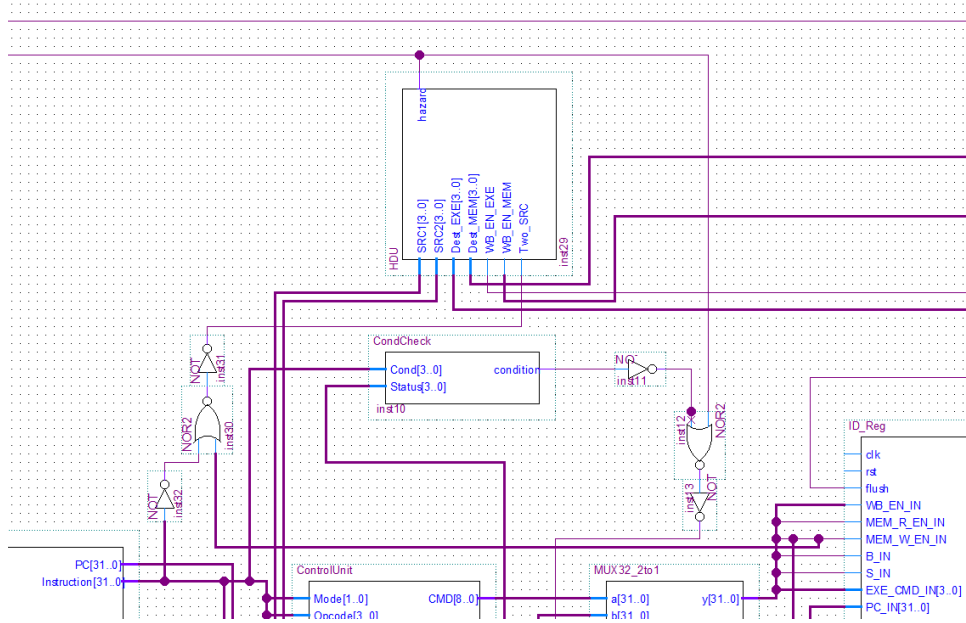 hazard
SRC1[3..0]
SRC2[3..0]
Dest_EXE[3..0]
Dest_MEM[3..0]
WB_EN_EXE
WB_EN_MEM
Two_SRC
HDU
inst29
NOT
inst31
NOR2
inst30
NOT
inst32
CondCheck
Cond[3..0]
Status[3..0]
condition
inst10
NOT
inst11
inst12
NOR2
inst13
NOT
ID_Reg
clk
rst
flush
WB_EN_IN
MEM_R_EN_IN
MEM_W_EN_IN
B_IN
S_IN
EXE_CMD_IN[3..0]
PC_IN[31..0]
PC[31..0]
Instruction[31..0]
ControlUnit
Mode[1..0]
Opcode[3..0]
CMD[8..0]
MUX32_2to1
a[31..0]
b[31..0]
y[31..0]